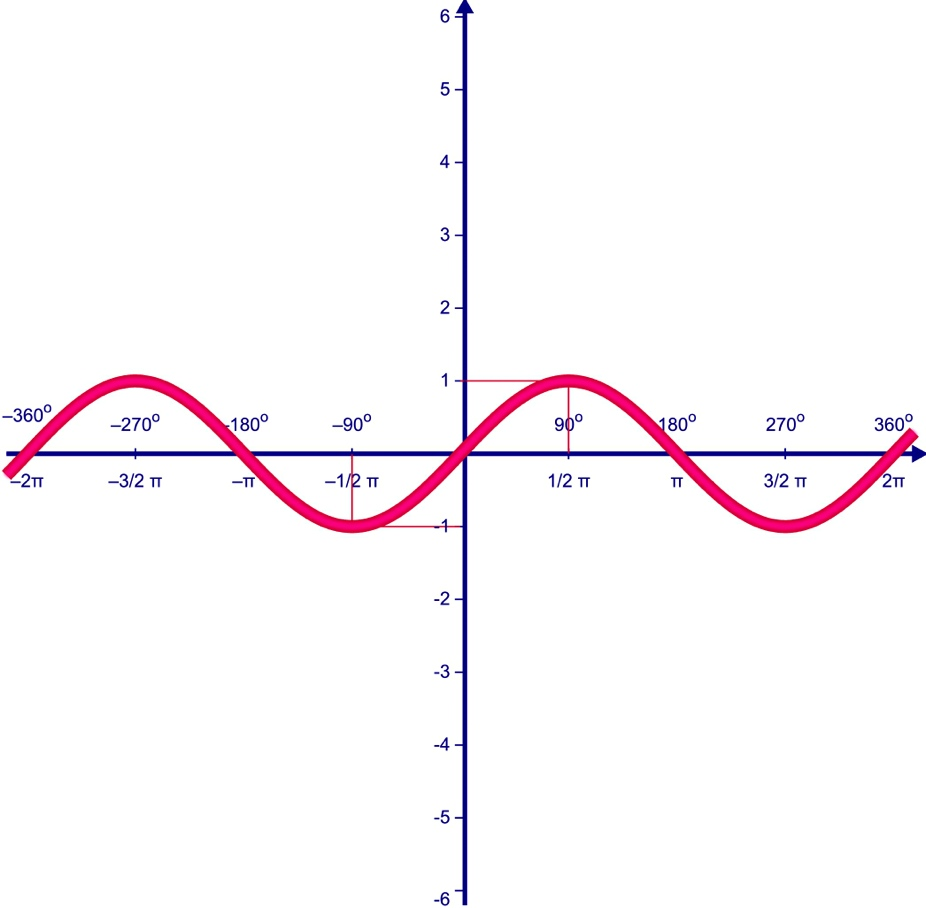 6
5
4
3
2
1
–360º
–270º
-180º
–90º
90º
180º
270º
360º
–2π
–3/2 π
–π
–1/2 π
1/2 π
π
3/2 π
2π
-1
-2
-3
-4
-5
-6